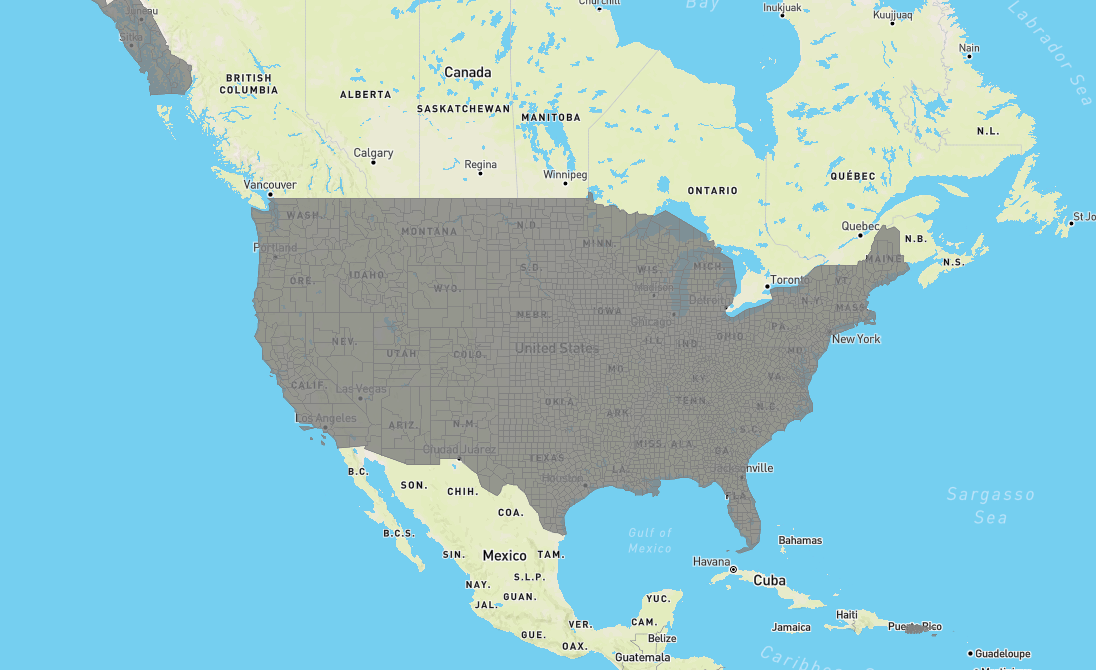 Juneau
Churchill
Bay
Inukjuak
Kuujjuaq
Labrador Sea
Sitka
Nain
Canada
BRITISH
COLUMBIA
ALBERTA
SASKATCHEWAN
MANITOBA
N.L.
Calgary
Regina
Winnipeg
ONTARIO
QUÉBEC
Vancouver
WASH.
N.D.
Quebec
N.B.
St Jo
Portland
MONTANA
MINN.
MAINE
N.S.
ORE.
IDAHO
WYO.
S.D.
WIS.
MICH.
Toronto
VT.
Madison
Detroit
N.Y.
MASS.
NEBR.
IOWA
Chicago
PA.
NEV.
UTAH
COLO.
United States
ILL.
IND.
OHIO
MD.
New York
CALIF.
Las Vegas
MO.
KY.
VA.
Los Angeles
ARIZ.
N.M.
OKLA.
ARK.
TENN.
N.C.
Ciudad Juárez
TEXAS
MISS.
ALA.
GA.
S.C.
B.C.
SON.
CHIH.
Houston
LA.
Jacksonville
FLA.
COA.
Sargasso
Sea
B.C.S.
Gulf of
Mexico
SIN.
Mexico
TAM.
Bahamas
NAY.
S.L.P.
Havana
Cuba
JAL.
GUAN.
YUC.
Haiti
GUE.
VER.
CAM.
Jamaica
Puerto Rico
OAX.
Belize
Guatemala
Caribbe
Guadeloupe